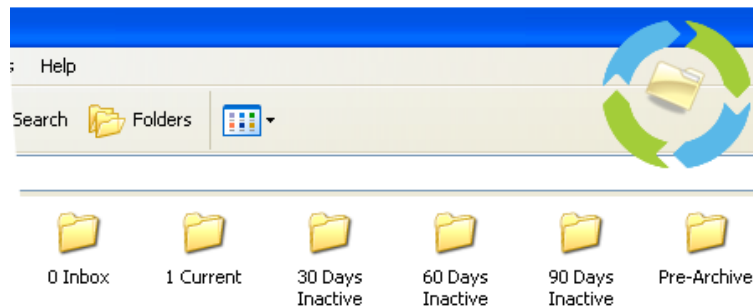 Help
Search Folders
0 Inbox 1 Current 30 Days Inactive 60 Days Inactive 90 Days Inactive Pre-Archive